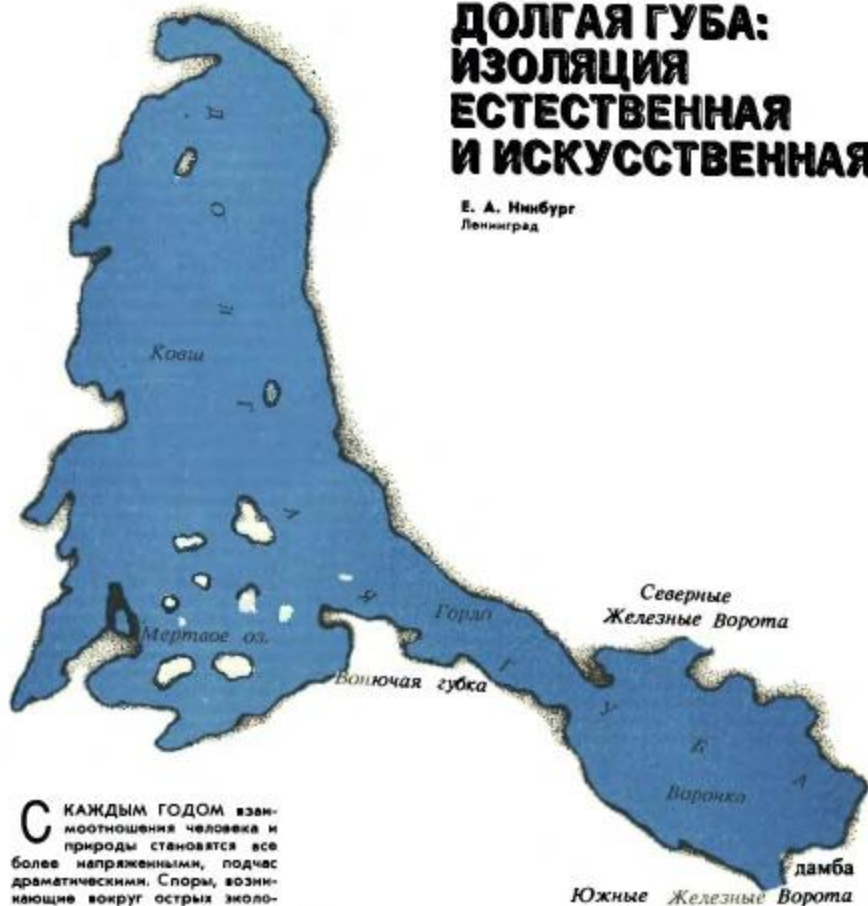 ДОЛГАЯ ГУБА:
ИЗОЛЯЦИЯ
ЕСТЕСТВЕННАЯ
И ИСКУССТВЕННАЯ
Е. А. Нинбург
Ленинград
Д
О
Л
Ковш
Г
А
Я
Горло
Северные
Железные Ворота
Мертвое оз.
Вонючая губка
Г
У
Б
А
Воронка
дамба
Южные Железные Ворота
С КАЖДЫМ ГОДОМ взаи-
моотношения человека и
природы становятся все
более напряженными, подчас
драматическими. Споры, возни-
кающие вокруг острых эколо-